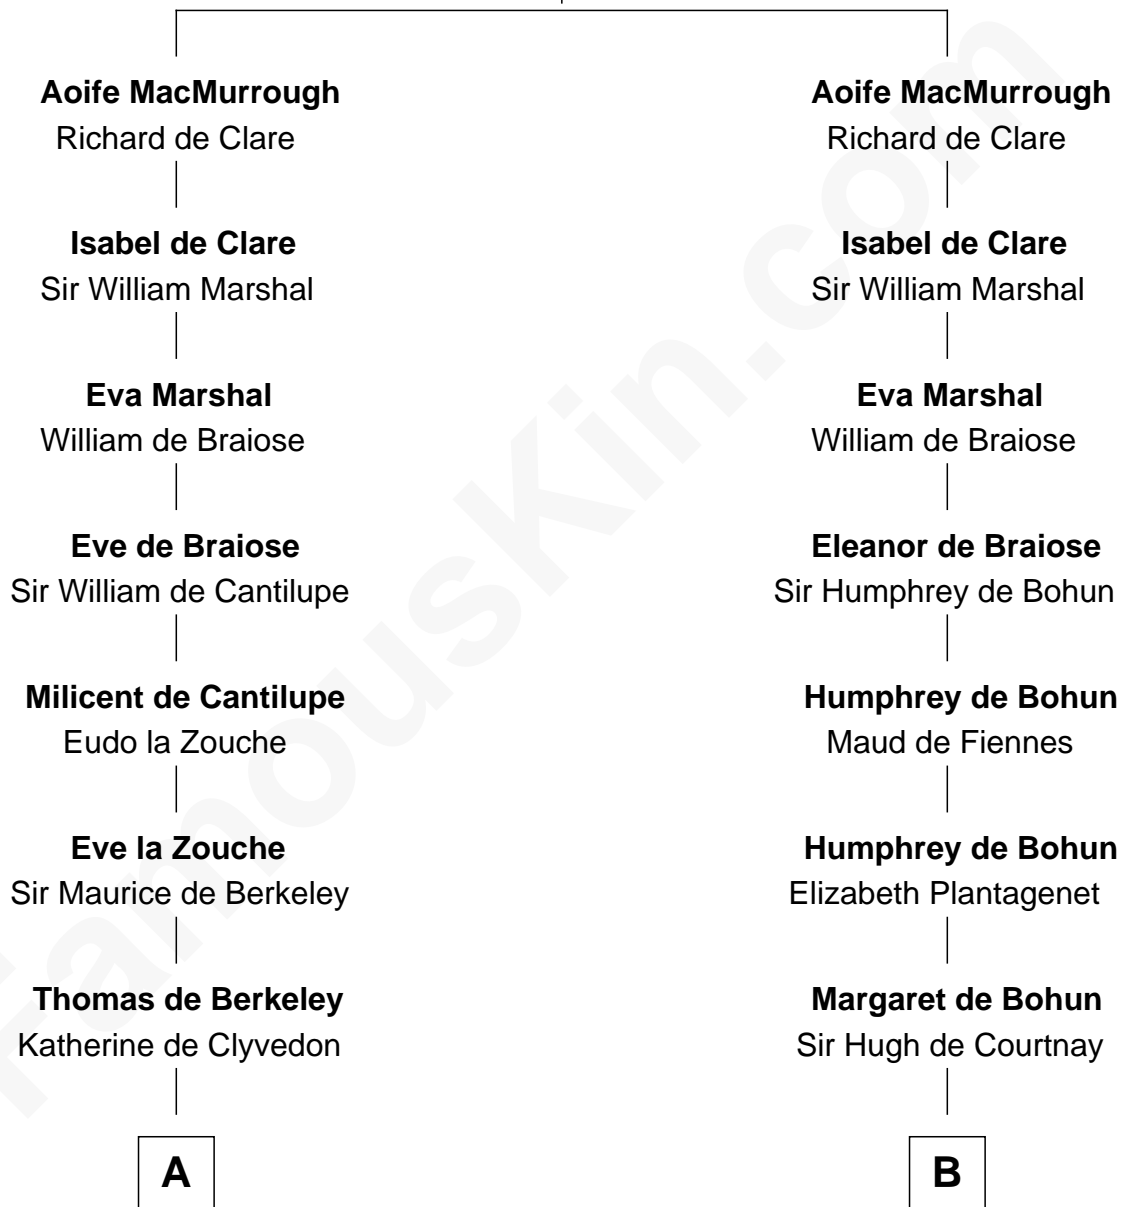 Aoife MacMurrough
Richard de Clare
Isabel de Clare
Sir William Marshal
Eva Marshal
William de Braiose
Eve de Braiose
Sir William de Cantilupe
Milicent de Cantilupe
Eudo la Zouche
Eve la Zouche
Sir Maurice de Berkeley
Thomas de Berkeley
Katherine de Clyvedon
A
Aoife MacMurrough
Richard de Clare
Isabel de Clare
Sir William Marshal
Eva Marshal
William de Braiose
Eleanor de Braiose
Sir Humphrey de Bohun
Humphrey de Bohun
Maud de Fiennes
Humphrey de Bohun
Elizabeth Plantagenet
Margaret de Bohun
Sir Hugh de Courtnay
B
FamousKin.com